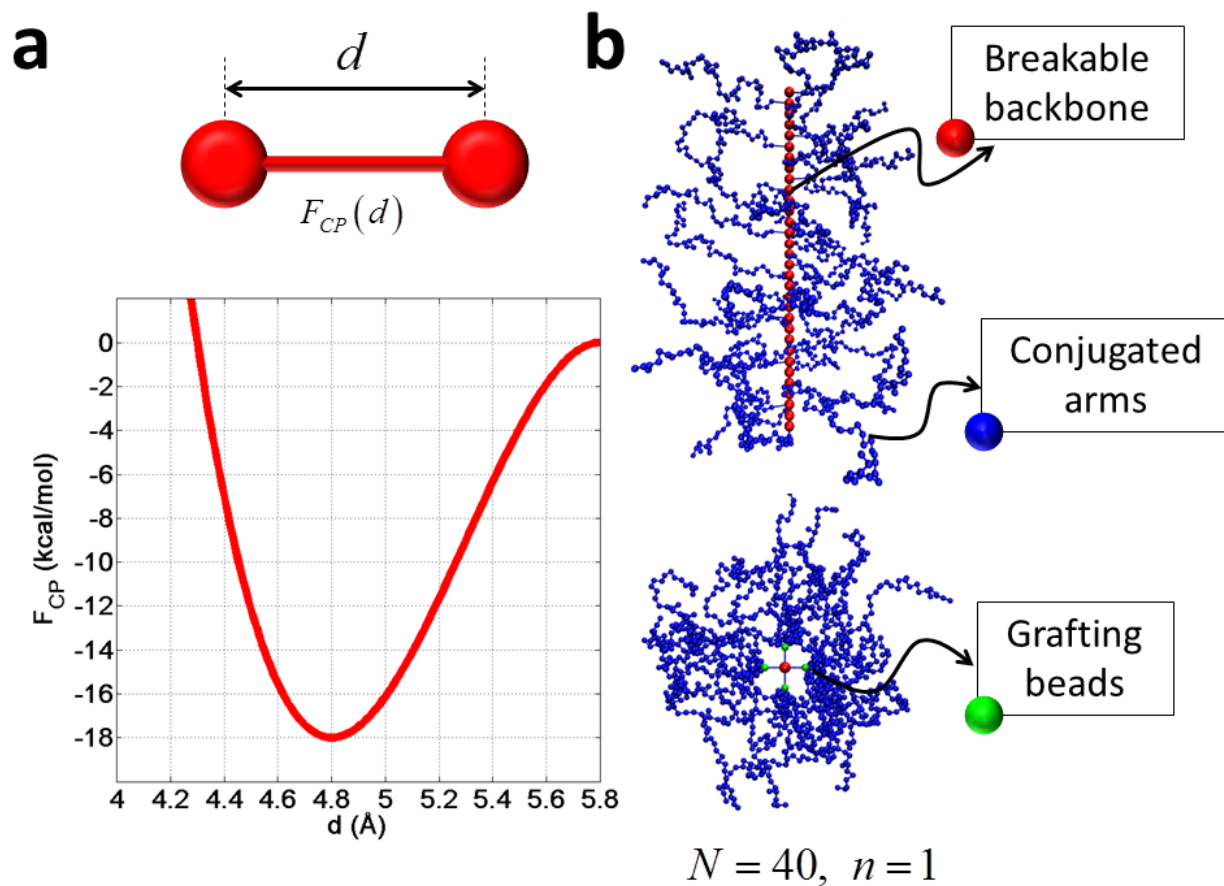 a
d
F_CP(d)
F_CP (kcal/mol)
0
-2
-4
-6
-8
-10
-12
-14
-16
-18
4
4.2
4.4
4.6
4.8
5
5.2
5.4
5.6
5.8
d (Å)
b
Breakable
backbone
Conjugated
arms
Grafting
beads
N = 40, n = 1